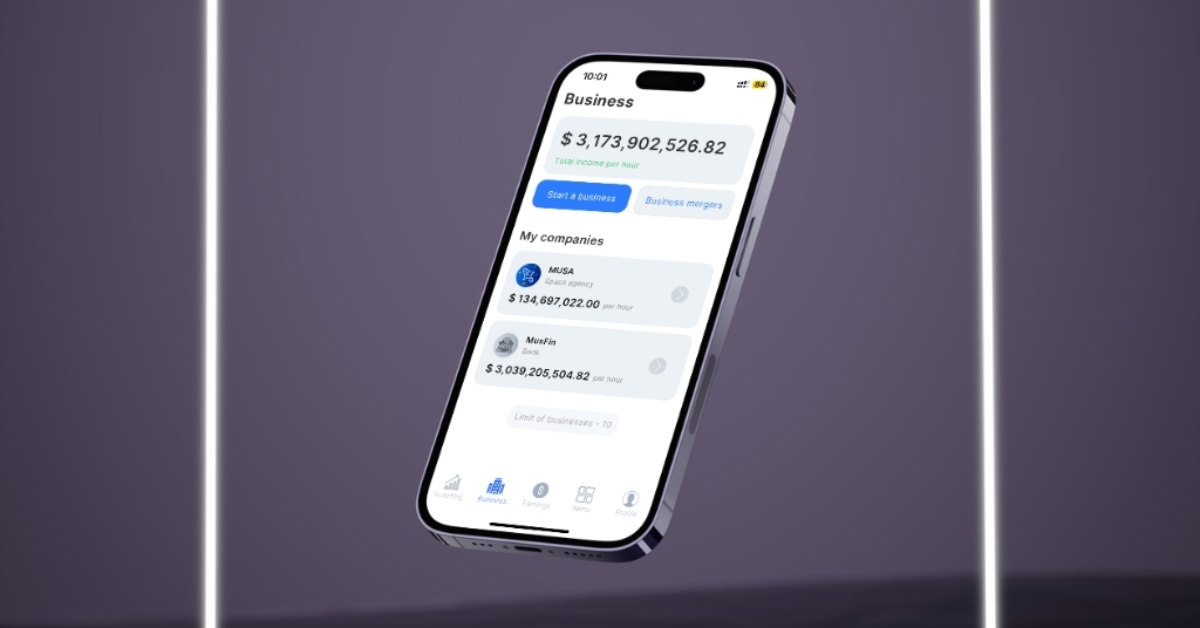 10:01
84
Business
$ 3,173,902,526.82
Total income per hour
Start a business
Business mergers
My companies
MUSA
Space agency
$ 134,697,022.00 per hour
MusFin
Bank
$ 3,039,205,504.82 per hour
Limit of businesses - 10
Investing
Business
Earnings
Items
Profile